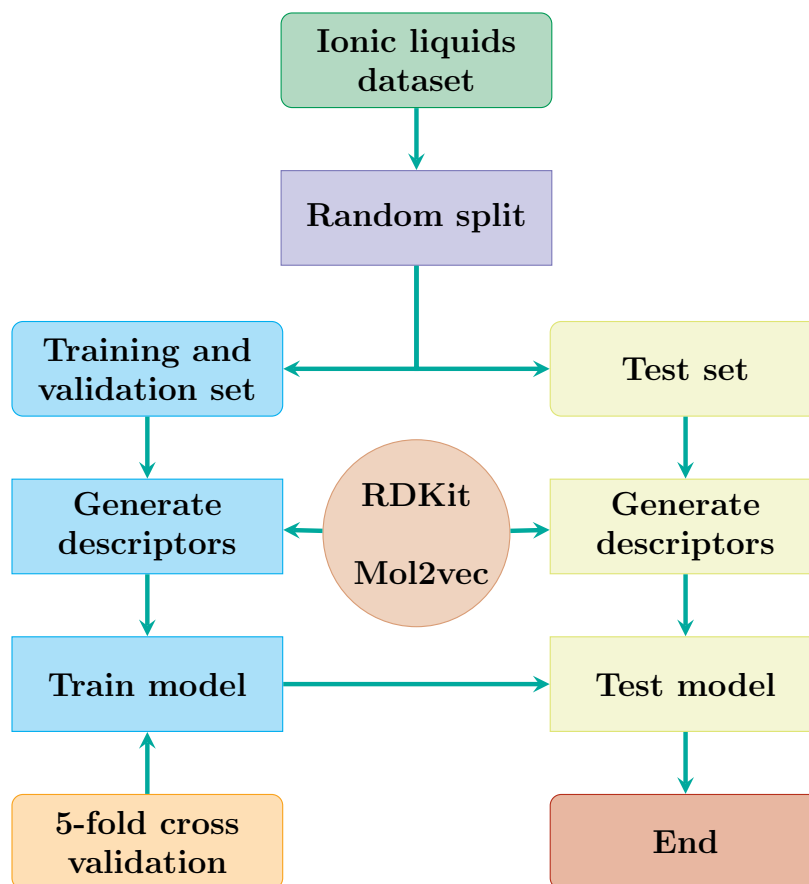 Ionic liquids
dataset
Random split
Training and
validation set
Test set
Generate
descriptors
RDKit
Mol2vec
Generate
descriptors
Train model
Test model
5-fold cross
validation
End